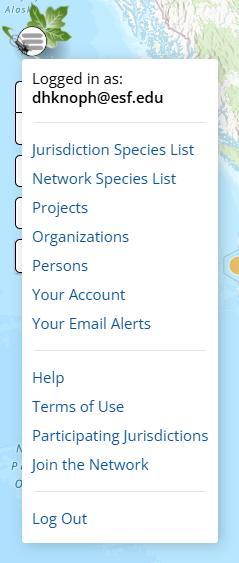 Alaska
Logged in as:
dhknoph@esf.edu
Jurisdiction Species List
Network Species List
Projects
Organizations
Persons
Your Account
Your Email Alerts
Help
Terms of Use
Participating Jurisdictions
Join the Network
Log Out